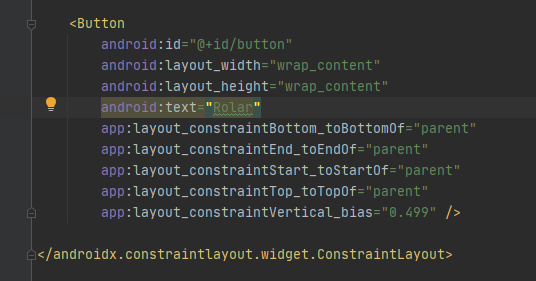 <Button
android:id="@+id/button"
android:layout_width="wrap_content"
android:layout_height="wrap_content"
android:text="Rolar"
app:layout_constraintBottom_toBottomOf="parent"
app:layout_constraintEnd_toEndOf="parent"
app:layout_constraintStart_toStartOf="parent"
app:layout_constraintTop_toTopOf="parent"
app:layout_constraintVertical_bias="0.499" />
</androidx.constraintlayout.widget.ConstraintLayout>